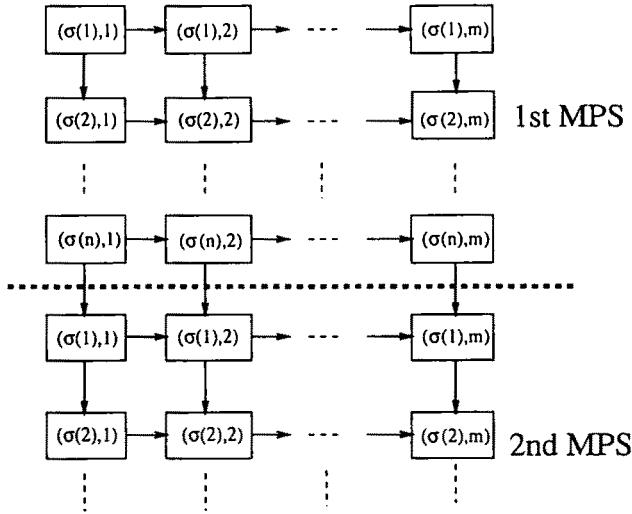 (σ(1),1) (σ(1),2) (σ(1),m)
(σ(2),1) (σ(2),2) (σ(2),m) 1st MPS
(σ(n),1) (σ(n),2) (σ(n),m)
(σ(1),1) (σ(1),2) (σ(1),m)
(σ(2),1) (σ(2),2) (σ(2),m) 2nd MPS